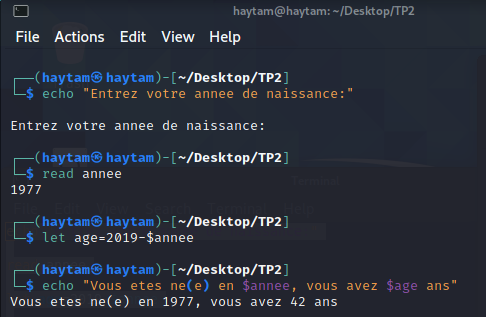 haytam@haytam: ~/Desktop/TP2
File Actions Edit View Help
┌──(haytam㉿haytam)-[~/Desktop/TP2]
└─$ echo "Entrez votre annee de naissance:"
Entrez votre annee de naissance:
┌──(haytam㉿haytam)-[~/Desktop/TP2]
└─$ read annee
1977
┌──(haytam㉿haytam)-[~/Desktop/TP2]
└─$ let age=2019-$annee
┌──(haytam㉿haytam)-[~/Desktop/TP2]
└─$ echo "Vous etes ne(e) en $annee, vous avez $age ans"
Vous etes ne(e) en 1977, vous avez 42 ans